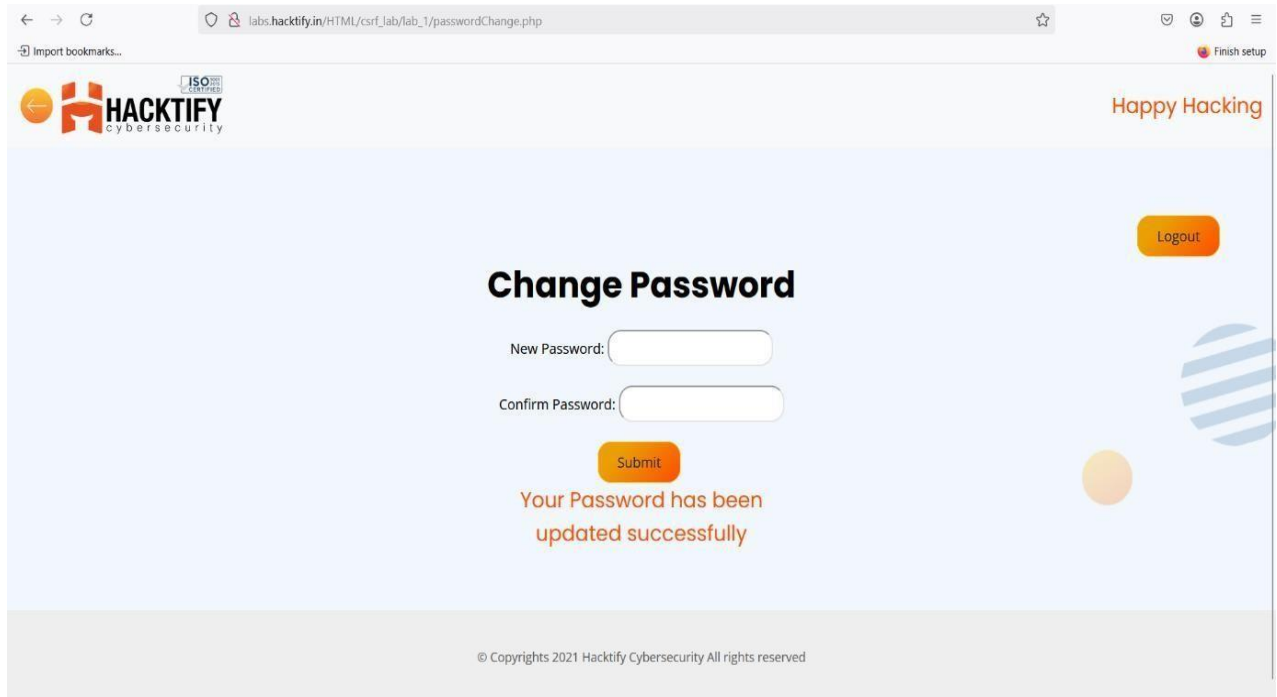 labs.hacktify.in/HTML/csrf_lab/lab_1/passwordChange.php
Import bookmarks...
Finish setup
ISO
CERTIFIED
HACKTIFY
cybersecurity
Happy Hacking
Logout
Change Password
New Password:
Confirm Password:
Submit
Your Password has been
updated successfully
© Copyrights 2021 Hacktify Cybersecurity All rights reserved